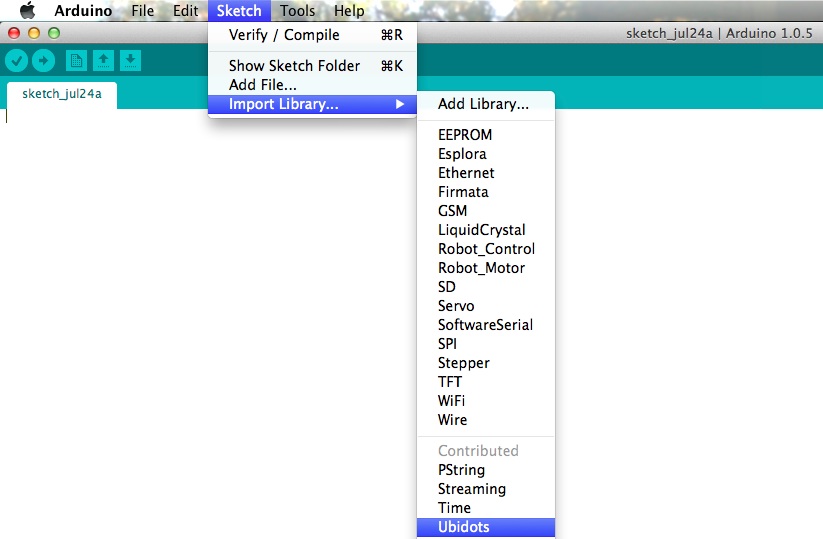 Arduino File Edit Sketch Tools Help
sketch_jul24a | Arduino 1.0.5
Verify / Compile ⌘R
Show Sketch Folder ⌘K
Add File...
Import Library...
sketch_jul24a
Add Library...
EEPROM
Esplora
Ethernet
Firmata
GSM
LiquidCrystal
Robot_Control
Robot_Motor
SD
Servo
SoftwareSerial
SPI
Stepper
TFT
WiFi
Wire
Contributed
PString
Streaming
Time
Ubidots